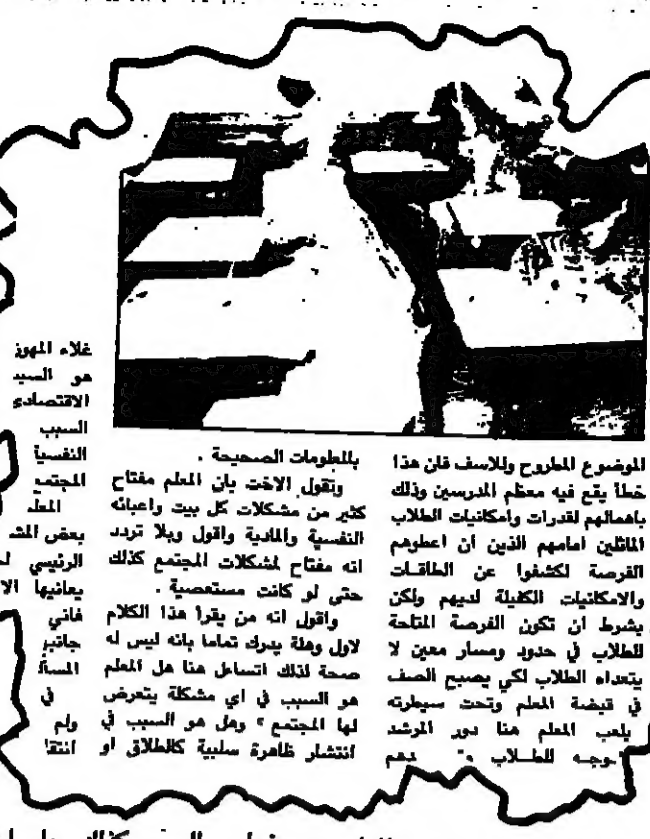 الموضوع المطروح وللاسف فان هذا
خطأ يقع فيه معظم المدرسين وذلك
باهمالهم لقدرات وامكانيات الطلاب
الماثلين امامهم الذين ان اعطوهم
الفرصة لكشفوا عن الطاقات
والامكانيات الكفيلة لديهم ولكن
بشرط ان تكون الفرصة المتاحة
للطلاب في حدود ومسار معين لا
يتعداه الطلاب لكي يصبح الصف
في قبضة المعلم وتحت سيطرته
يلعب المعلم هنا دور المرشد
للطلاب
بالمعلومات الصحيحة .
وتقول الاخت بان المعلم مفتاح
كثير من مشكلات كل بيت واعبائه
النفسية والمادية واقول وبلا تردد
انه مفتاح لمشكلات المجتمع كذلك
حتى لو كانت مستعصية .
واقول انه من يقرأ هذا الكلام
لاول وهلة يدرك تماما بانه ليس له
صحة لذلك اتساءل هنا هل المعلم
هو السبب في اي مشكلة يتعرض
لها المجتمع » وهل هو السبب في
انتشار ظاهرة سلبية كالطلاق او
غلاء المهور
هو السبب
الاقتصادي
السبب
النفسية
المجتمع
بعض
الرئيسي
يعانيها
فاني
في
ولم